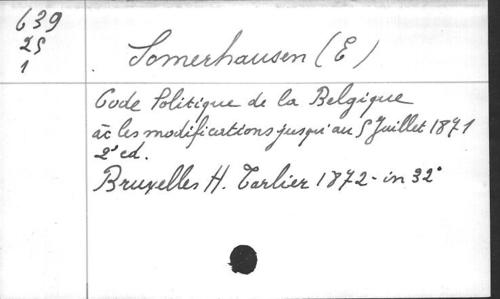 639
25
1
Somerhausen (E)
Code Politique de la Belgique
àc les modifications jusqu'au 5 Juillet 1871
2e ed.
Bruxelles H. Tarlier 1872 - in 32°